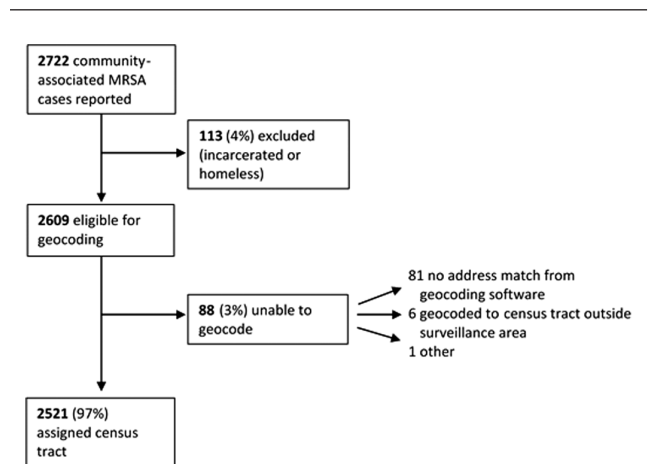 2722 community-
associated MRSA
cases reported
113 (4%) excluded
(incarcerated or
homeless)
2609 eligible for
geocoding
88 (3%) unable to
geocode
81 no address match from
geocoding software
6 geocoded to census tract outside
surveillance area
1 other
2521 (97%)
assigned census
tract